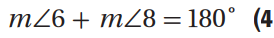 m∠6 + m∠8 = 180° (4